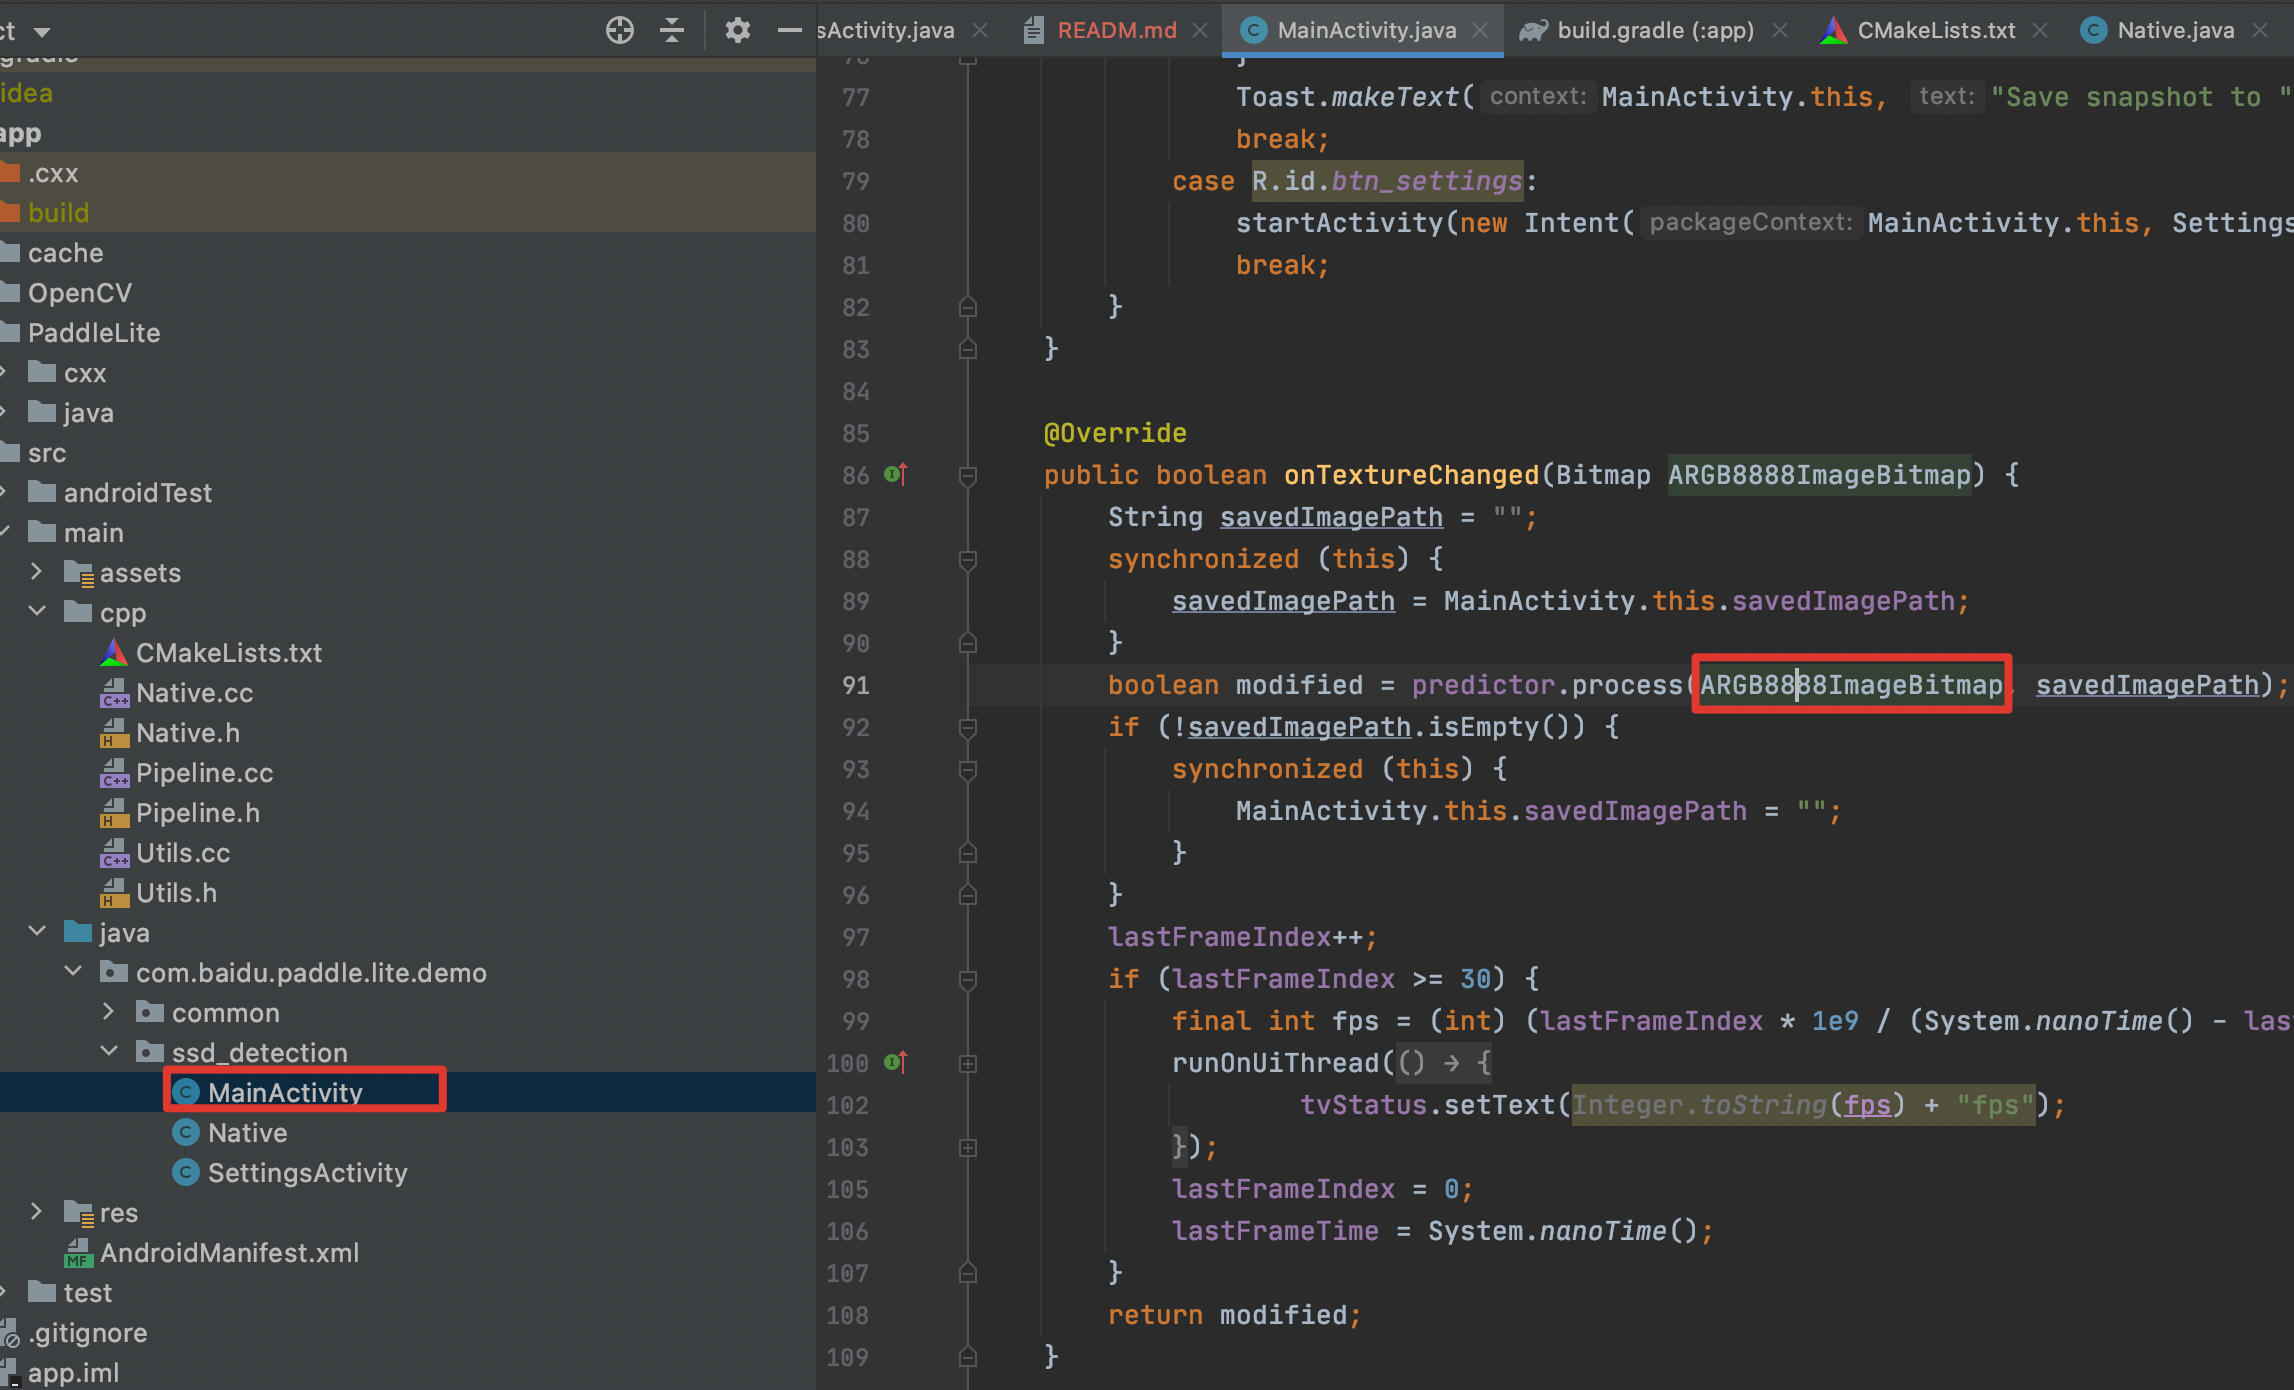 ct
sActivity.java
READM.md
MainActivity.java
build.gradle (:app)
CMakeLists.txt
Native.java
gradle
idea
app
.cxx
build
cache
OpenCV
PaddleLite
cxx
java
src
androidTest
main
assets
cpp
CMakeLists.txt
Native.cc
Native.h
Pipeline.cc
Pipeline.h
Utils.cc
Utils.h
java
com.baidu.paddle.lite.demo
common
ssd_detection
MainActivity
Native
SettingsActivity
res
AndroidManifest.xml
test
.gitignore
app.iml
76 }
77 Toast.makeText( context: MainActivity.this, text: "Save snapshot to "
78 break;
79 case R.id.btn_settings:
80 startActivity(new Intent( packageContext: MainActivity.this, Settings
81 break;
82 }
83 }
84
85 @Override
86 public boolean onTextureChanged(Bitmap ARGB8888ImageBitmap) {
87 String savedImagePath = "";
88 synchronized (this) {
89 savedImagePath = MainActivity.this.savedImagePath;
90 }
91 boolean modified = predictor.process(ARGB8888ImageBitmap, savedImagePath);
92 if (!savedImagePath.isEmpty()) {
93 synchronized (this) {
94 MainActivity.this.savedImagePath = "";
95 }
96 }
97 lastFrameIndex++;
98 if (lastFrameIndex >= 30) {
99 final int fps = (int) (lastFrameIndex * 1e9 / (System.nanoTime() - las
100 runOnUiThread(() → {
102 tvStatus.setText(Integer.toString(fps) + "fps");
103 });
105 lastFrameIndex = 0;
106 lastFrameTime = System.nanoTime();
107 }
108 return modified;
109 }